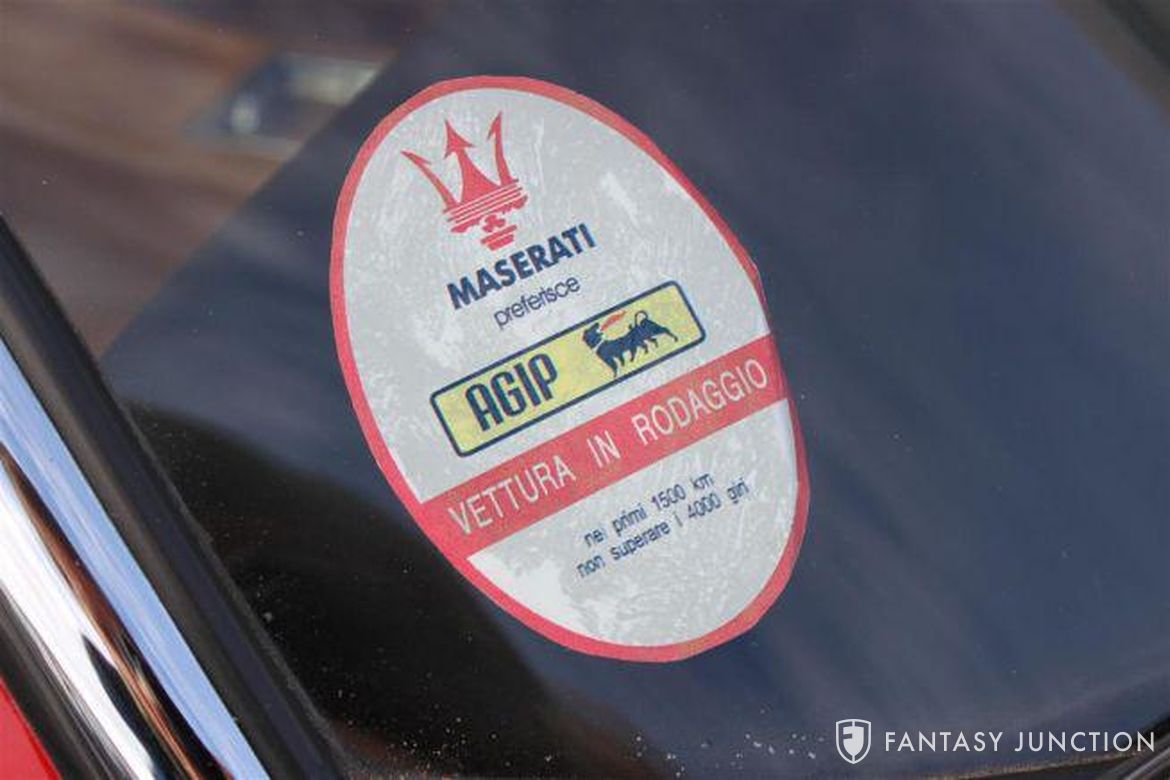 MASERATI
preferisce
AGIP
VETTURA IN RODAGGIO
nei primi 1500 km
non superare i 4000 giri
FANTASY JUNCTION